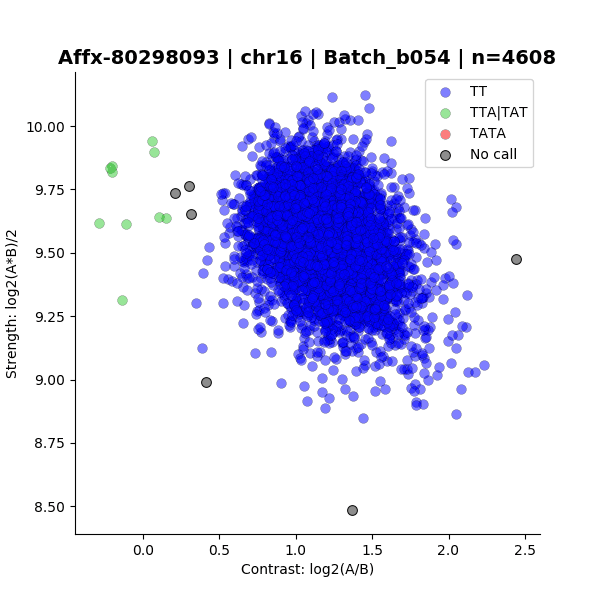 Affx-80298093 | chr16 | Batch_b054 | n=4608
TT
TTA|TAT
TATA
No call
Strength: log2(A*B)/2
10.00
9.75
9.50
9.25
9.00
8.75
8.50
0.0 0.5 1.0 1.5 2.0 2.5
Contrast: log2(A/B)